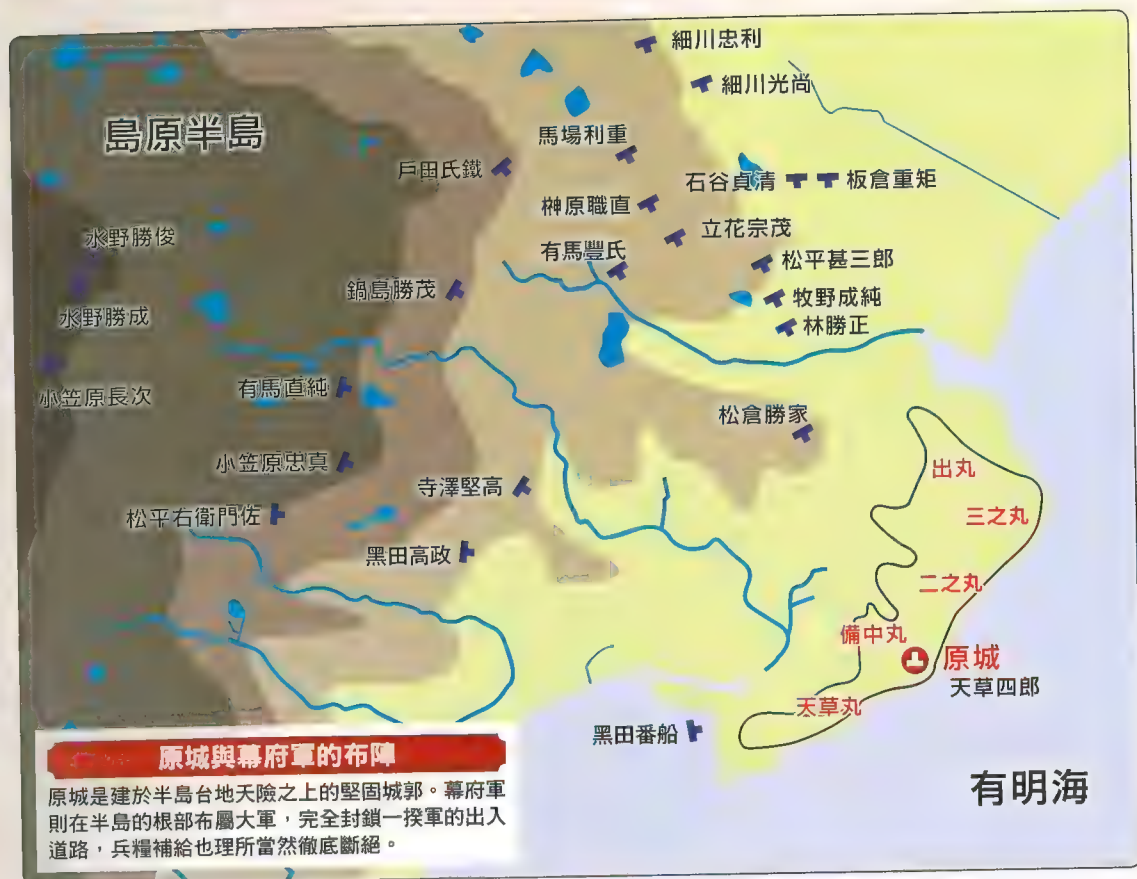 細川忠利
細川光尚
島原半島
馬場利重
戶田氏鐵
石谷貞清
板倉重矩
榊原職直
立花宗茂
水野勝俊
有馬豐氏
松平甚三郎
鍋島勝茂
牧野成純
水野勝成
林勝正
小笠原長次
有馬直純
松倉勝家
小笠原忠真
出丸
寺澤堅高
松平右衛門佐
三之丸
黑田高政
二之丸
備中丸
原城
天草四郎
天草丸
黑田番船
有明海
原城與幕府軍的布陣
原城是建於半島台地天險之上的堅固城郭。幕府軍
則在半島的根部布屬大軍,完全封鎖一揆軍的出入
道路,兵糧補給也理所當然徹底斷絕。